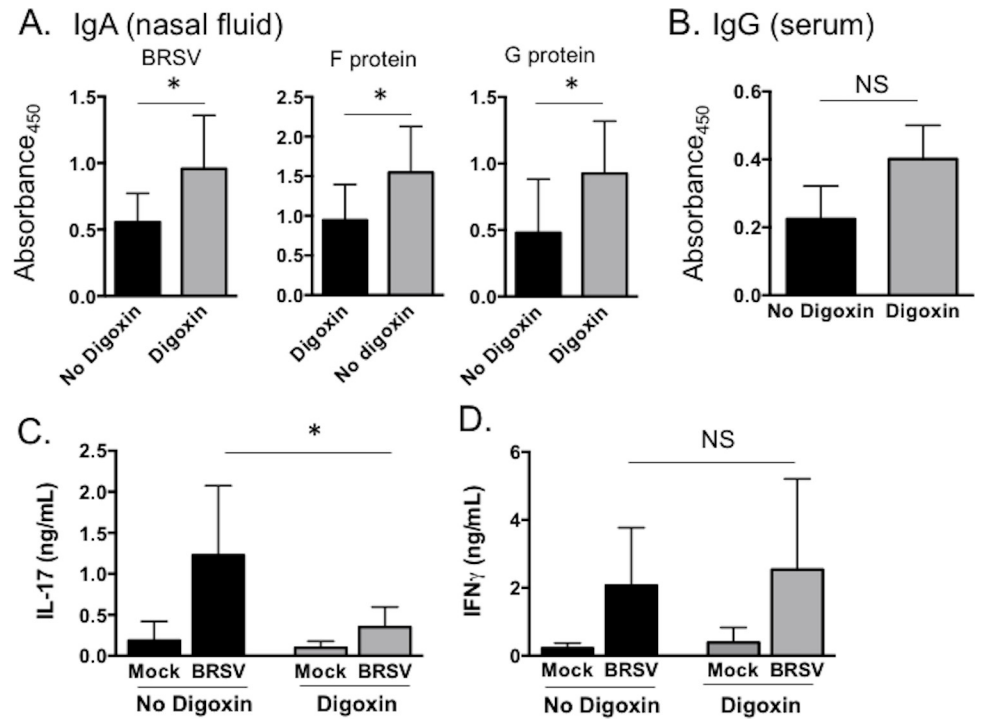 A. IgA (nasal fluid)
BRSV
*
Absorbance450
1.5
1.0
0.5
0.0
No Digoxin
Digoxin
F protein
*
2.5
2.0
1.5
1.0
0.5
0.0
Digoxin
No digoxin
G protein
*
1.5
1.0
0.5
0.0
No Digoxin
Digoxin
B. IgG (serum)
NS
Absorbance450
0.6
0.4
0.2
0.0
No Digoxin Digoxin
C.
*
IL-17 (ng/mL)
2.5
2.0
1.5
1.0
0.5
0.0
Mock BRSV Mock BRSV
No Digoxin Digoxin
D.
NS
IFNγ (ng/mL)
6
4
2
0
Mock BRSV Mock BRSV
No Digoxin Digoxin